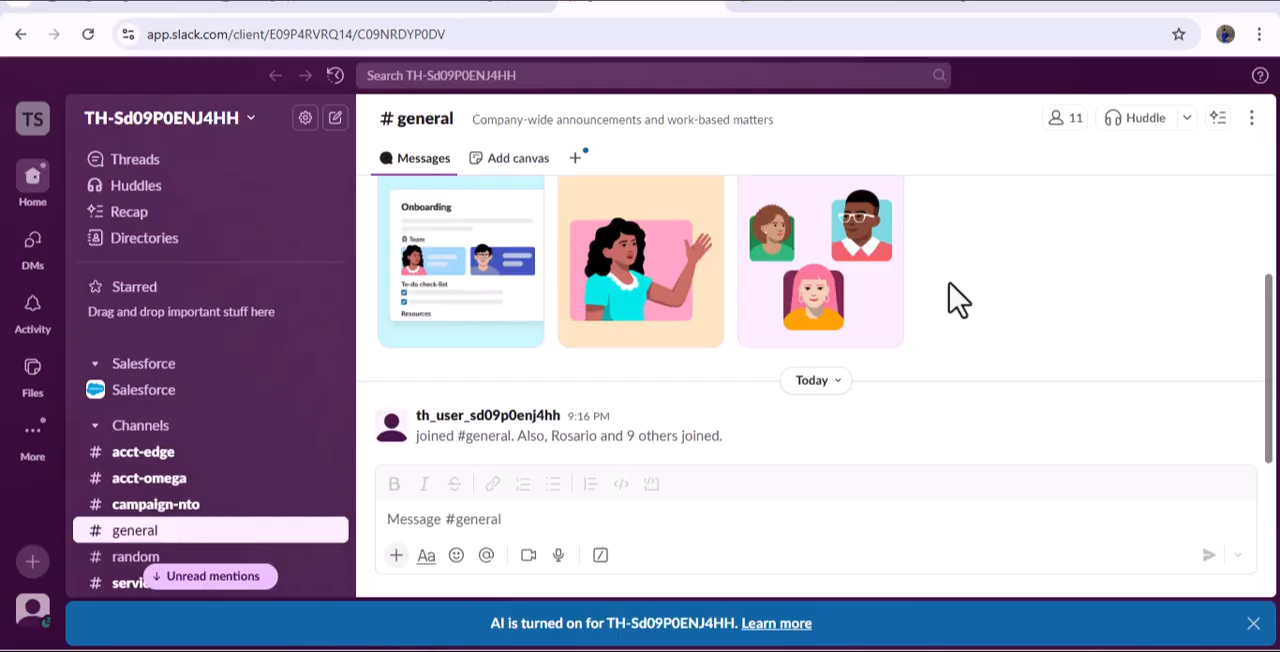 app.slack.com/client/E09P4RVRQ14/C09NRDYP0DV
Search TH-Sd09P0ENJ4HH
TS
Home
DMs
Activity
Files
More
TH-Sd09P0ENJ4HH
Threads
Huddles
Recap
Directories
Starred
Drag and drop important stuff here
Salesforce
Salesforce
Channels
# acct-edge
# acct-omega
# campaign-nto
# general
# random
# servic
↓ Unread mentions
# general Company-wide announcements and work-based matters
11
Huddle
Messages
Add canvas
Onboarding
Team
To-do check-list
Resources
Today
th_user_sd09p0enj4hh 9:16 PM
joined #general. Also, Rosario and 9 others joined.
B I S
Message #general
Aa
AI is turned on for TH-Sd09P0ENJ4HH. Learn more